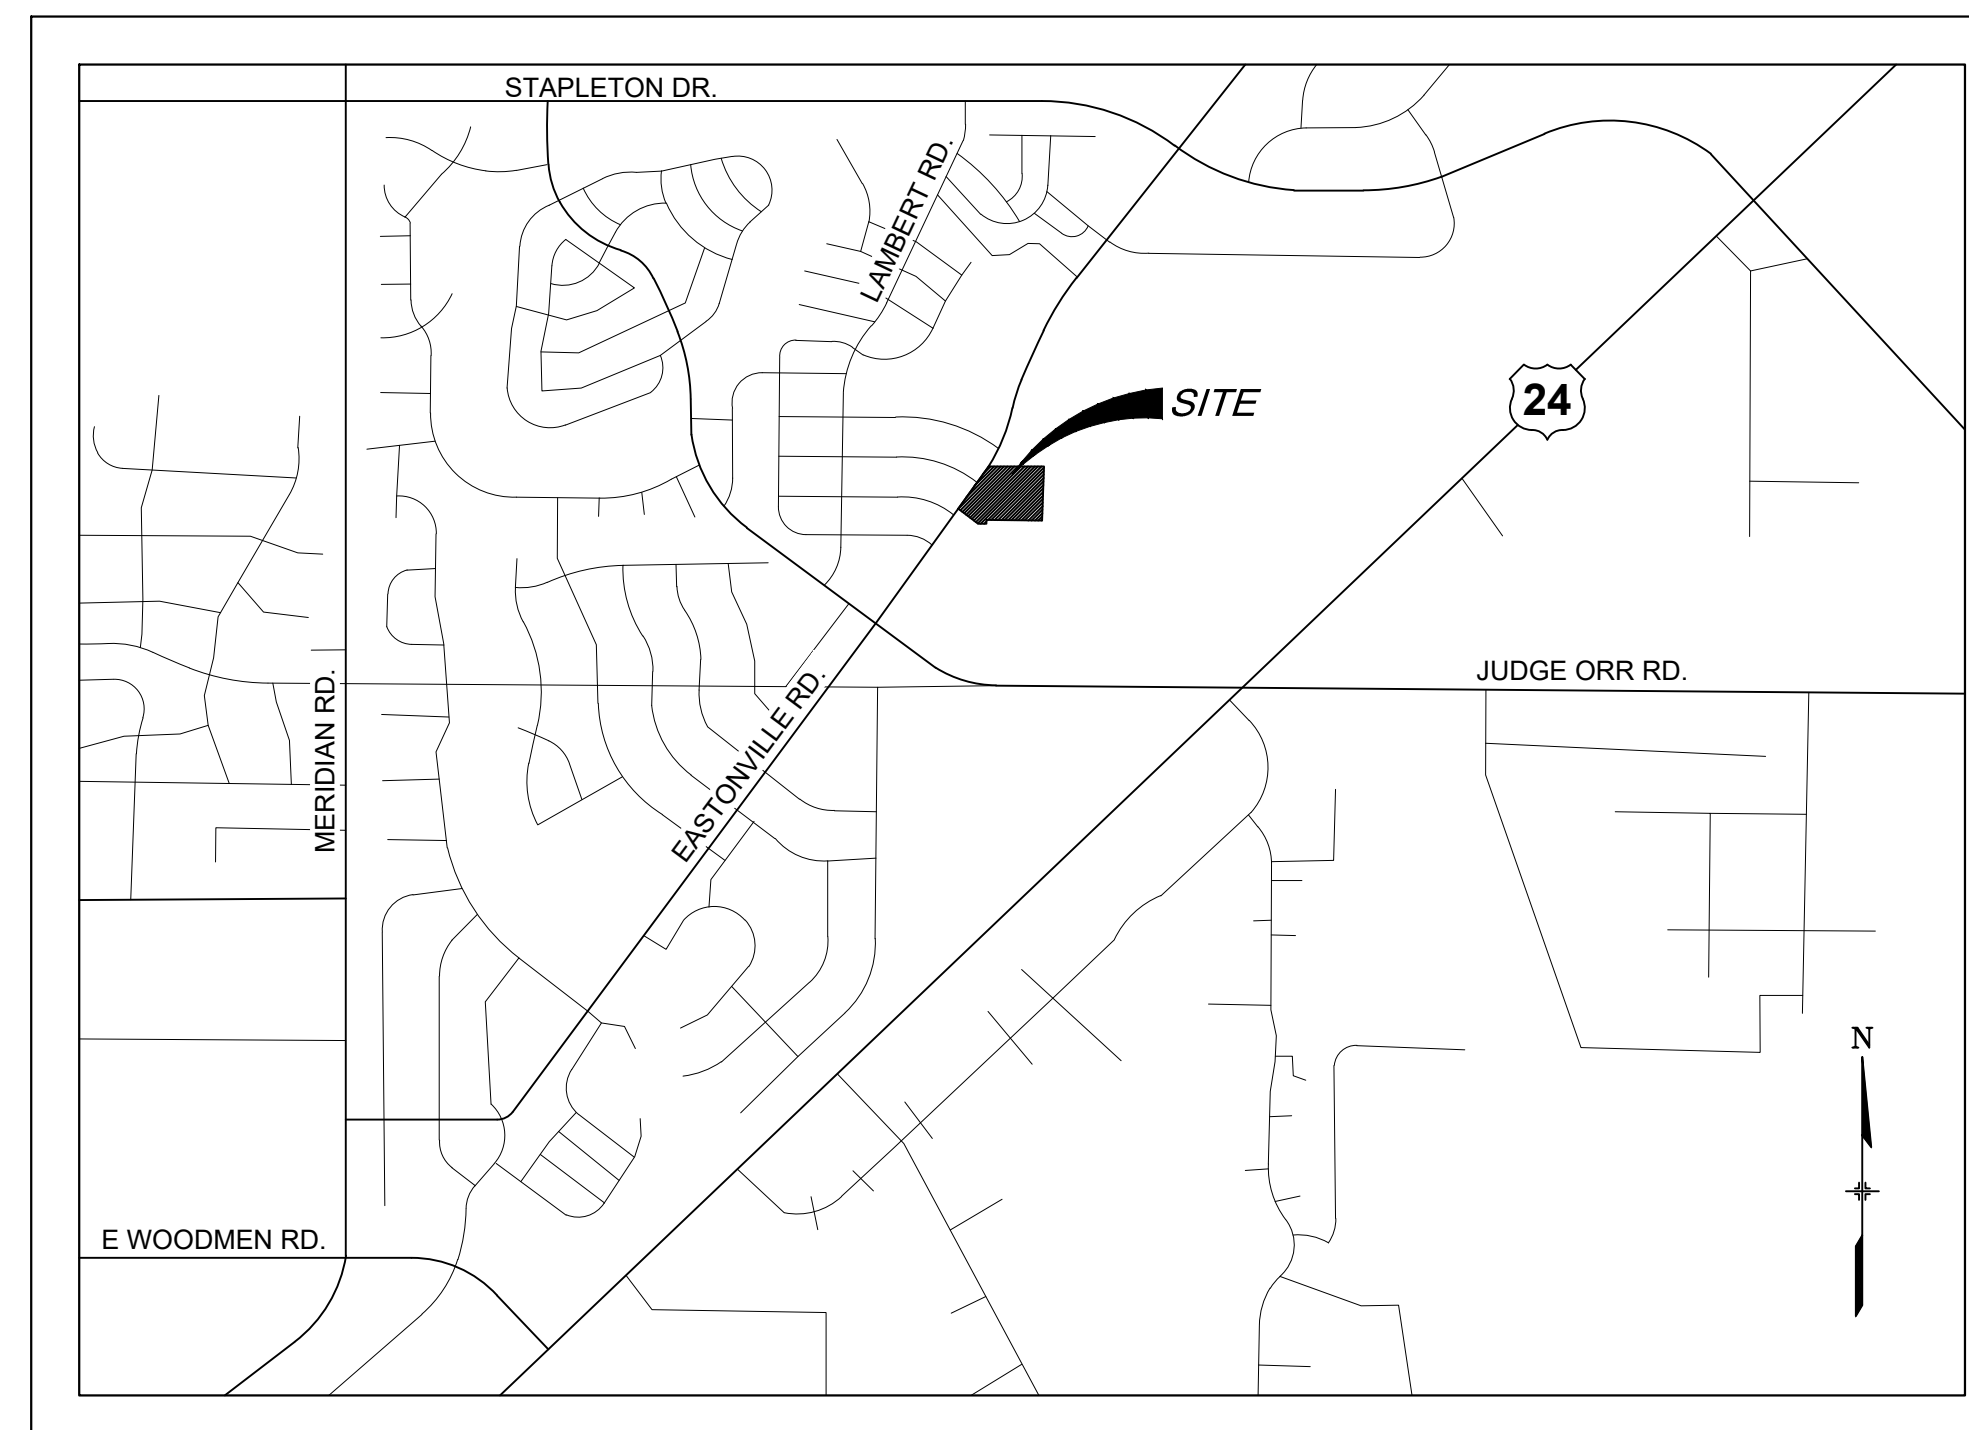 STAPLETON DR.
LAMBERT RD.
SITE
24
JUDGE ORR RD.
MERIDIAN RD.
EASTONVILLE RD.
N
E WOODMEN RD.